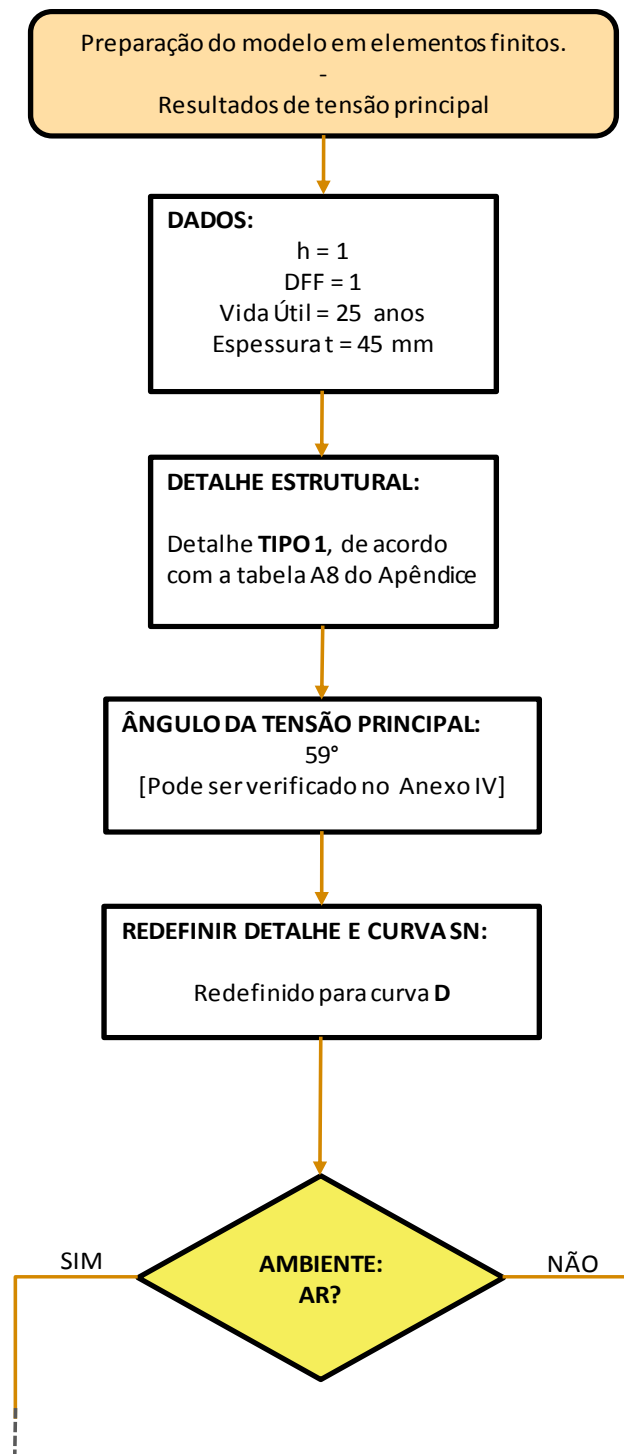 Preparação do modelo em elementos finitos.
-
Resultados de tensão principal
DADOS:
h = 1
DFF = 1
Vida Útil = 25 anos
Espessura t = 45 mm
DETALHE ESTRUTURAL:
Detalhe TIPO 1, de acordo
com a tabela A8 do Apêndice
ÂNGULO DA TENSÃO PRINCIPAL:
59°
[Pode ser verificado no Anexo IV]
REDEFINIR DETALHE E CURVA SN:
Redefinido para curva D
SIM
AMBIENTE:
AR?
NÃO